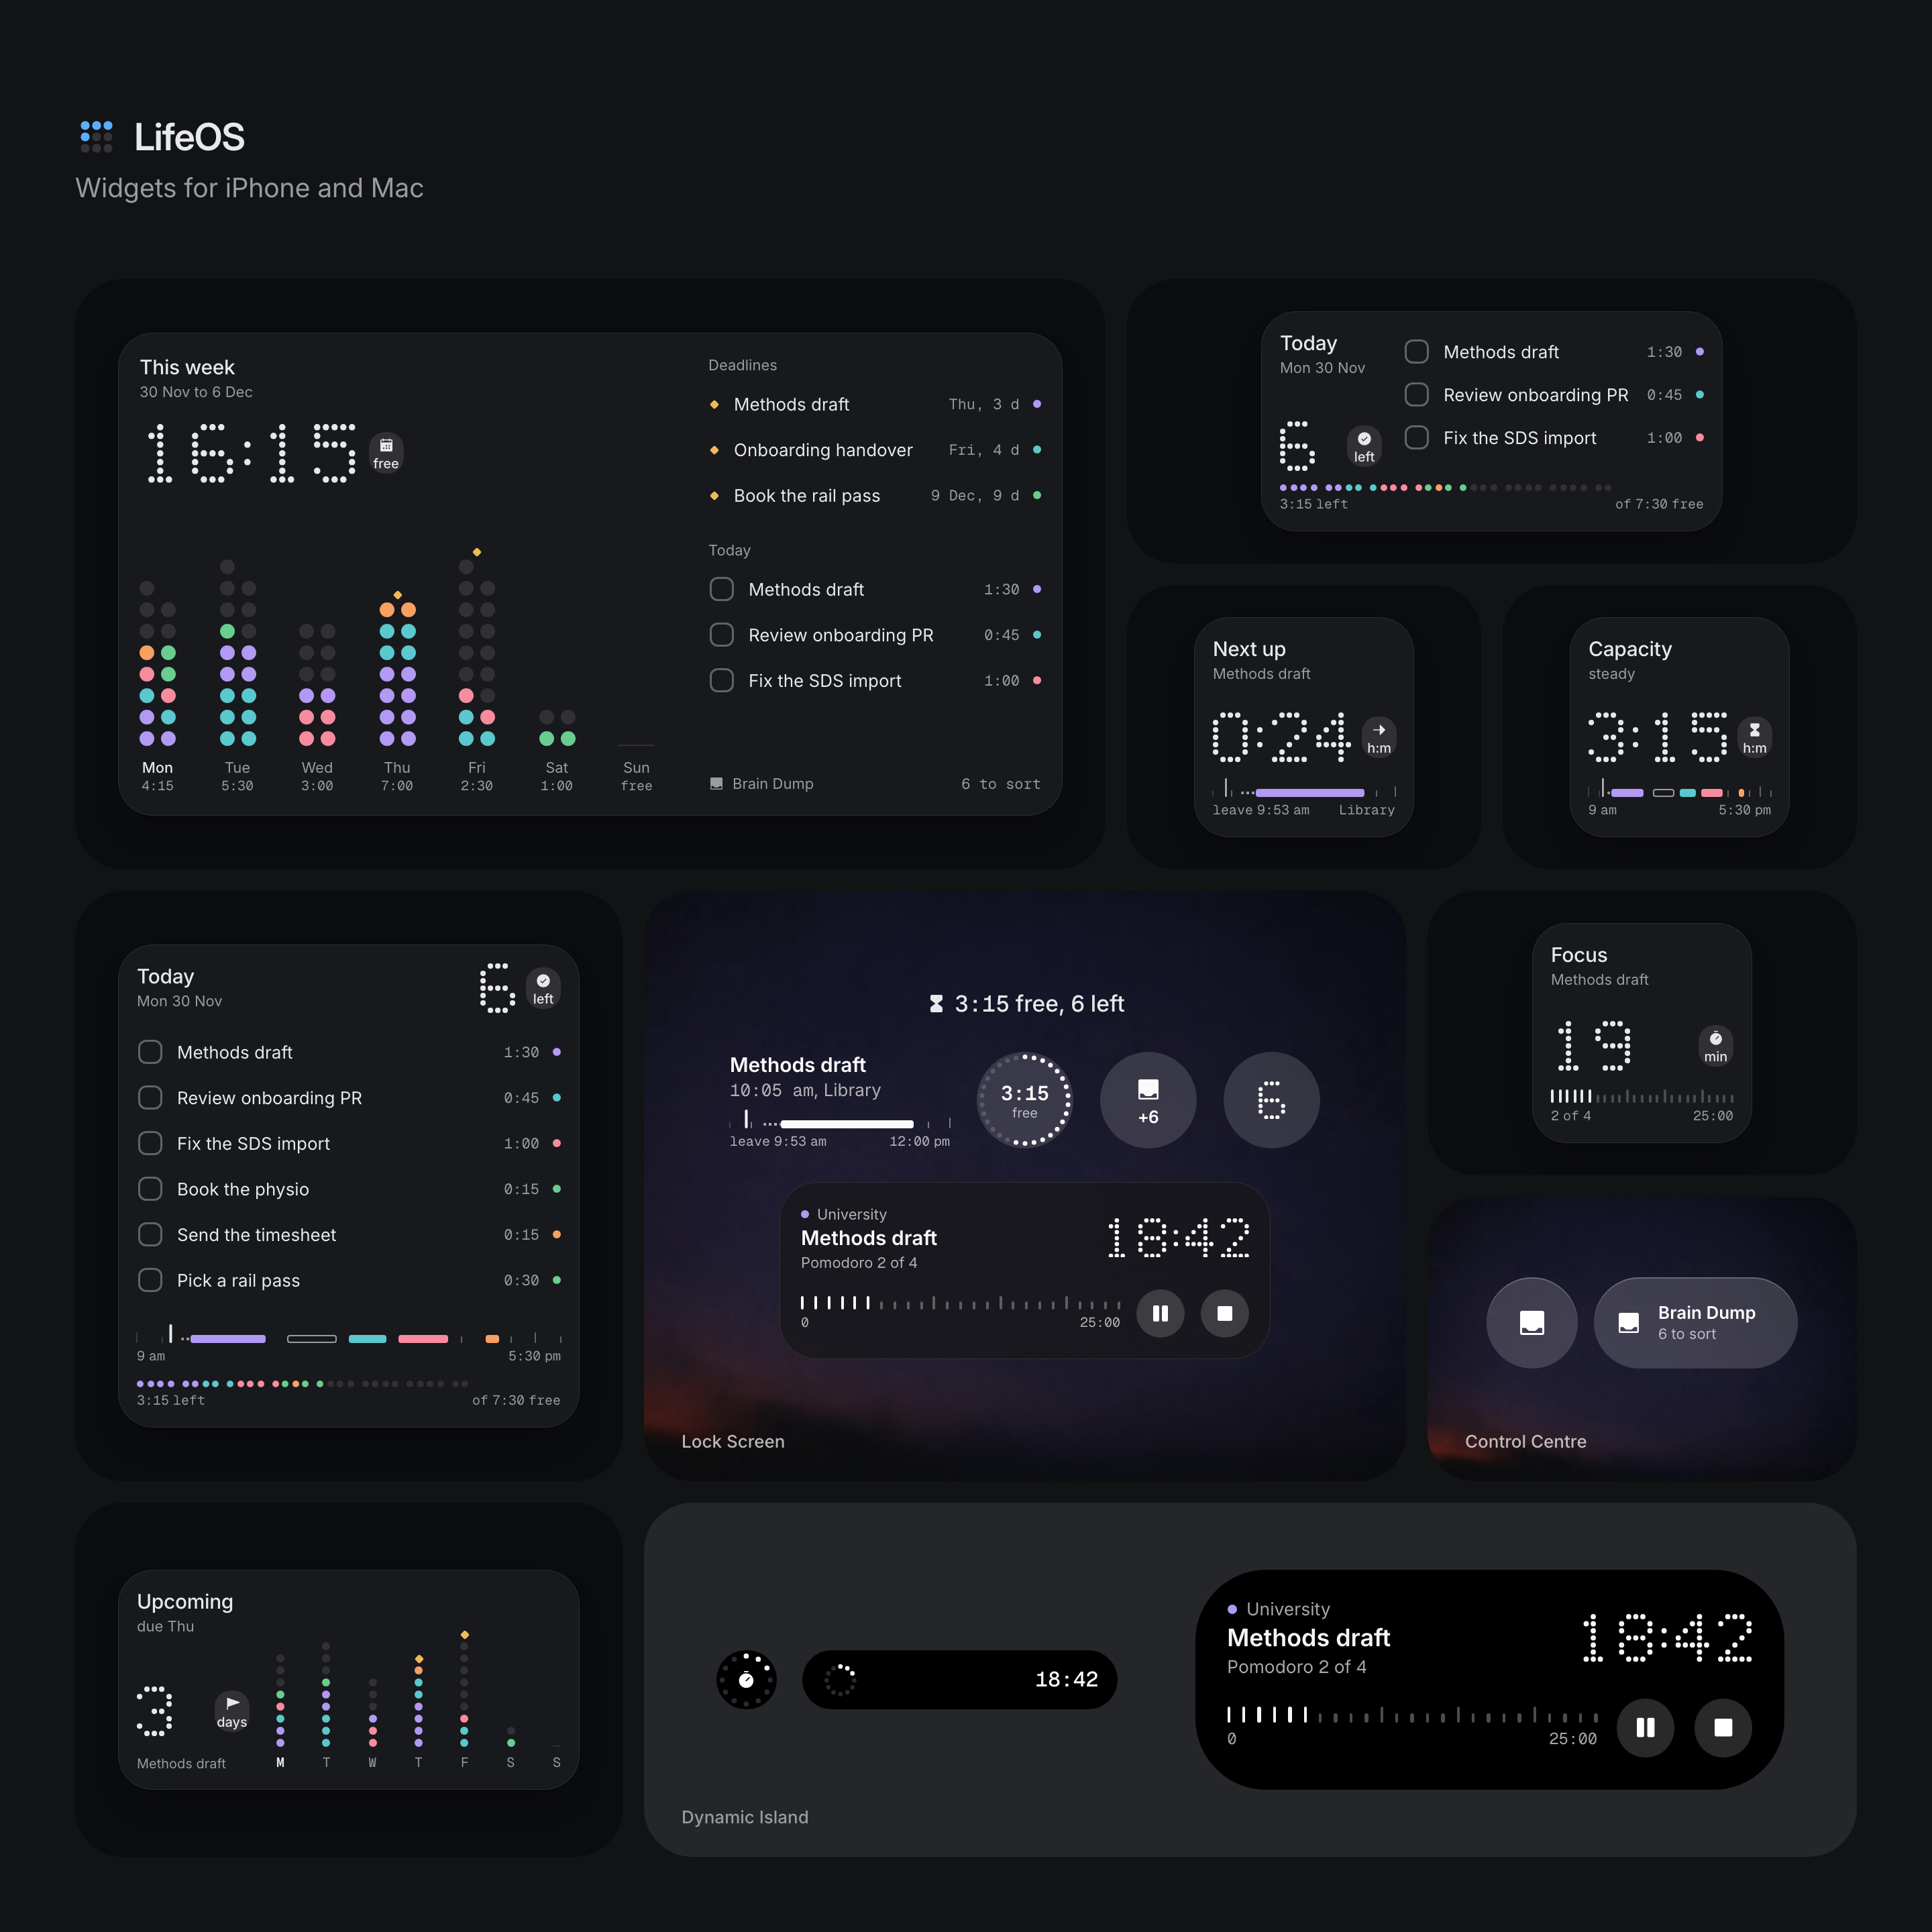 LifeOS
Widgets for iPhone and Mac
This week
30 Nov to 6 Dec
16:15 free
Mon Tue Wed Thu Fri Sat Sun
4:15 5:30 3:00 7:00 2:30 1:00 free
Deadlines
Methods draft Thu, 3 d
Onboarding handover Fri, 4 d
Book the rail pass 9 Dec, 9 d
Today
Methods draft 1:30
Review onboarding PR 0:45
Fix the SDS import 1:00
Brain Dump 6 to sort
Today
Mon 30 Nov
6 left
Methods draft 1:30
Review onboarding PR 0:45
Fix the SDS import 1:00
3:15 left of 7:30 free
Next up
Methods draft
0:24 h:m
leave 9:53 am Library
Capacity
steady
3:15 h:m
9 am 5:30 pm
Today
Mon 30 Nov
6 left
Methods draft 1:30
Review onboarding PR 0:45
Fix the SDS import 1:00
Book the physio 0:15
Send the timesheet 0:15
Pick a rail pass 0:30
9 am 5:30 pm
3:15 left of 7:30 free
3:15 free, 6 left
Methods draft
10:05 am, Library
leave 9:53 am 12:00 pm
3:15
free
+6
6
University
Methods draft
Pomodoro 2 of 4
18:42
0 25:00
Lock Screen
Focus
Methods draft
19 min
2 of 4 25:00
Brain Dump
6 to sort
Control Centre
Upcoming
due Thu
3 days
Methods draft
M T W T F S S
18:42
University
Methods draft
Pomodoro 2 of 4
18:42
0 25:00
Dynamic Island